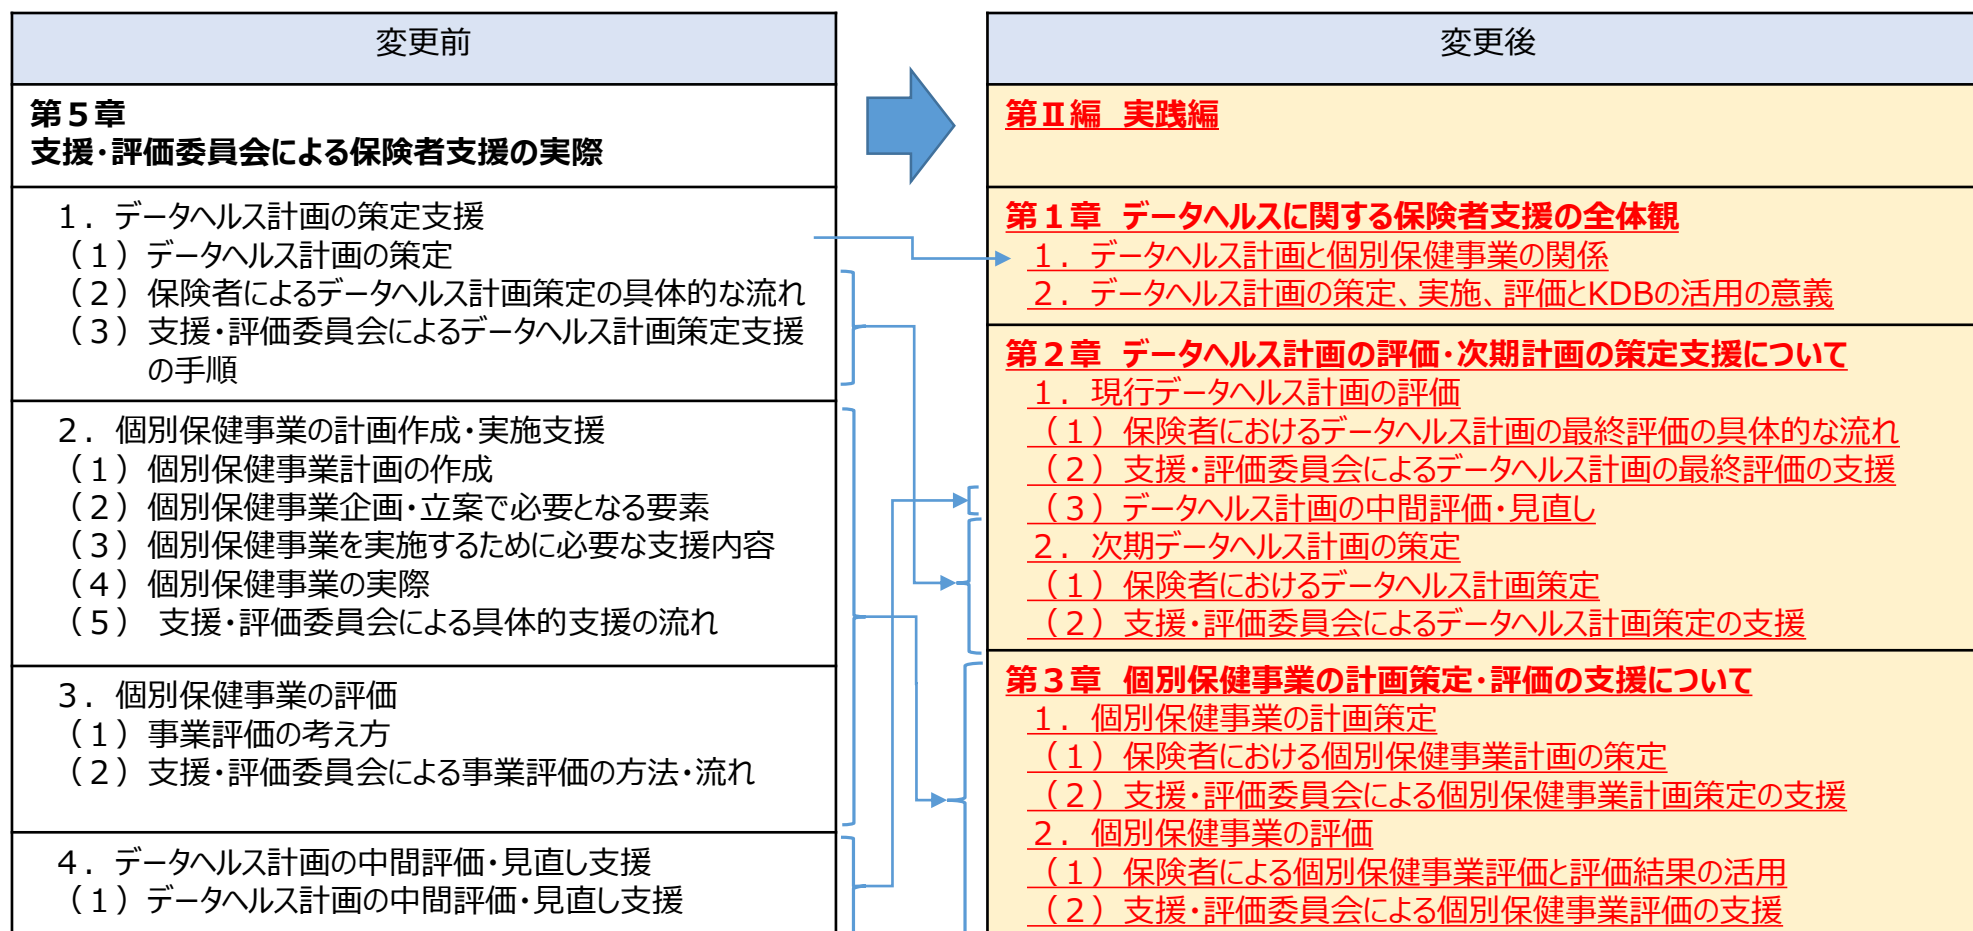 変更前
第５章
支援･評価委員会による保険者支援の実際
１．データヘルス計画の策定支援
（１）データヘルス計画の策定
（２）保険者によるデータヘルス計画策定の具体的な流れ
（３）支援･評価委員会によるデータヘルス計画策定支援
の手順
２．個別保健事業の計画作成･実施支援
（１）個別保健事業計画の作成
（２）個別保健事業企画･立案で必要となる要素
（３）個別保健事業を実施するために必要な支援内容
（４）個別保健事業の実際
（５） 支援･評価委員会による具体的支援の流れ
３．個別保健事業の評価
（１）事業評価の考え方
（２）支援･評価委員会による事業評価の方法･流れ
４．データヘルス計画の中間評価･見直し支援
（１）データヘルス計画の中間評価･見直し支援
変更後
第Ⅱ編 実践編
第１章 データヘルスに関する保険者支援の全体観
１．データヘルス計画と個別保健事業の関係
２．データヘルス計画の策定、実施、評価とKDBの活用の意義
第２章 データヘルス計画の評価･次期計画の策定支援について
１．現行データヘルス計画の評価
（１）保険者におけるデータヘルス計画の最終評価の具体的な流れ
（２）支援･評価委員会によるデータヘルス計画の最終評価の支援
（３）データヘルス計画の中間評価･見直し
２．次期データヘルス計画の策定
（１）保険者におけるデータヘルス計画策定
（２）支援･評価委員会によるデータヘルス計画策定の支援
第３章 個別保健事業の計画策定･評価の支援について
１．個別保健事業の計画策定
（１）保険者における個別保健事業計画の策定
（２）支援･評価委員会による個別保健事業計画策定の支援
２．個別保健事業の評価
（１）保険者による個別保健事業評価と評価結果の活用
（２）支援･評価委員会による個別保健事業評価の支援